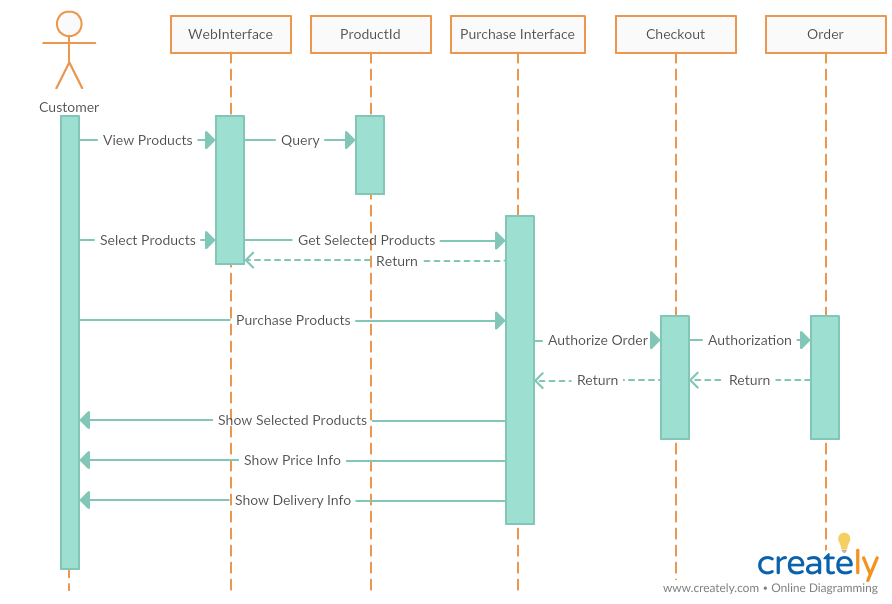 WebInterface
ProductId
Purchase Interface
Checkout
Order
Customer
View Products
Query
Select Products
Get Selected Products
Return
Purchase Products
Authorize Order
Authorization
Return
Return
Show Selected Products
Show Price Info
Show Delivery Info
creately
www.creately.com • Online Diagramming